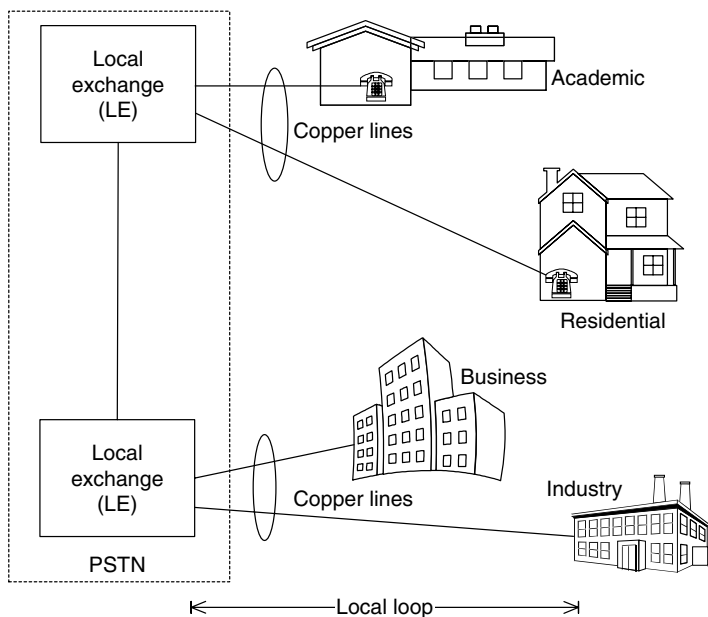 Local
exchange
(LE)
Academic
Copper lines
Residential
Business
Local
exchange
(LE)
Copper lines
Industry
PSTN
Local loop